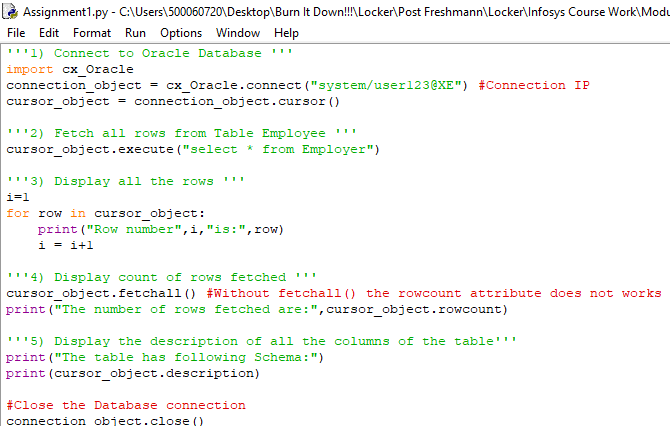 Assignment1.py - C:\Users\500060720\Desktop\Burn It Down!!!\Locker\Post Freshmann\Locker\Infosys Course Work\Modu
File Edit Format Run Options Window Help
'''1) Connect to Oracle Database '''
import cx_Oracle
connection_object = cx_Oracle.connect("system/user123@XE") #Connection IP
cursor_object = connection_object.cursor()
'''2) Fetch all rows from Table Employee '''
cursor_object.execute("select * from Employer")
'''3) Display all the rows '''
i=1
for row in cursor_object:
    print("Row number",i,"is:",row)
    i = i+1
'''4) Display count of rows fetched '''
cursor_object.fetchall() #Without fetchall() the rowcount attribute does not works
print("The number of rows fetched are:",cursor_object.rowcount)
'''5) Display the description of all the columns of the table'''
print("The table has following Schema:")
print(cursor_object.description)
#Close the Database connection
connection_object.close()